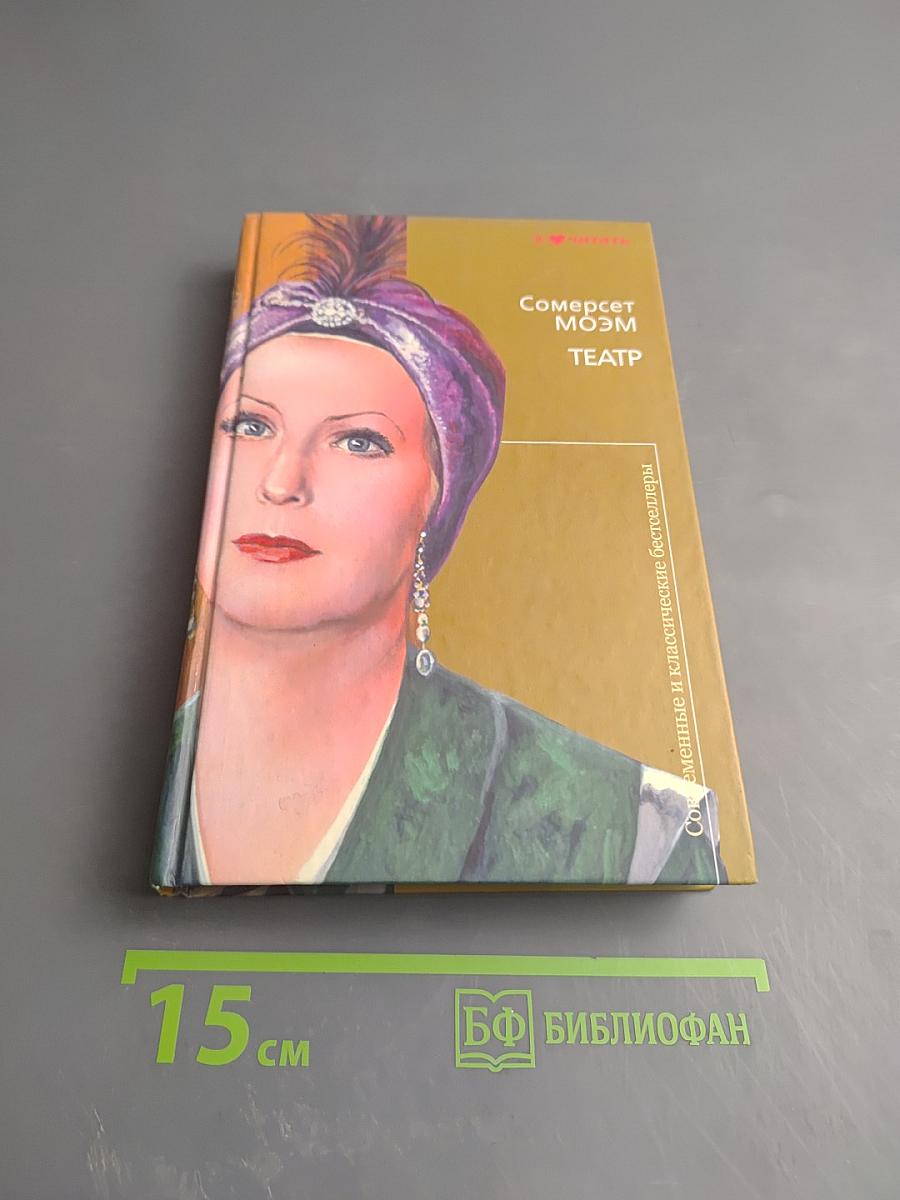 я ❤ читать
Сомерсет
МОЭМ
ТЕАТР
Современные и классические бестселлеры
15 см
БФ БИБЛИОФАН